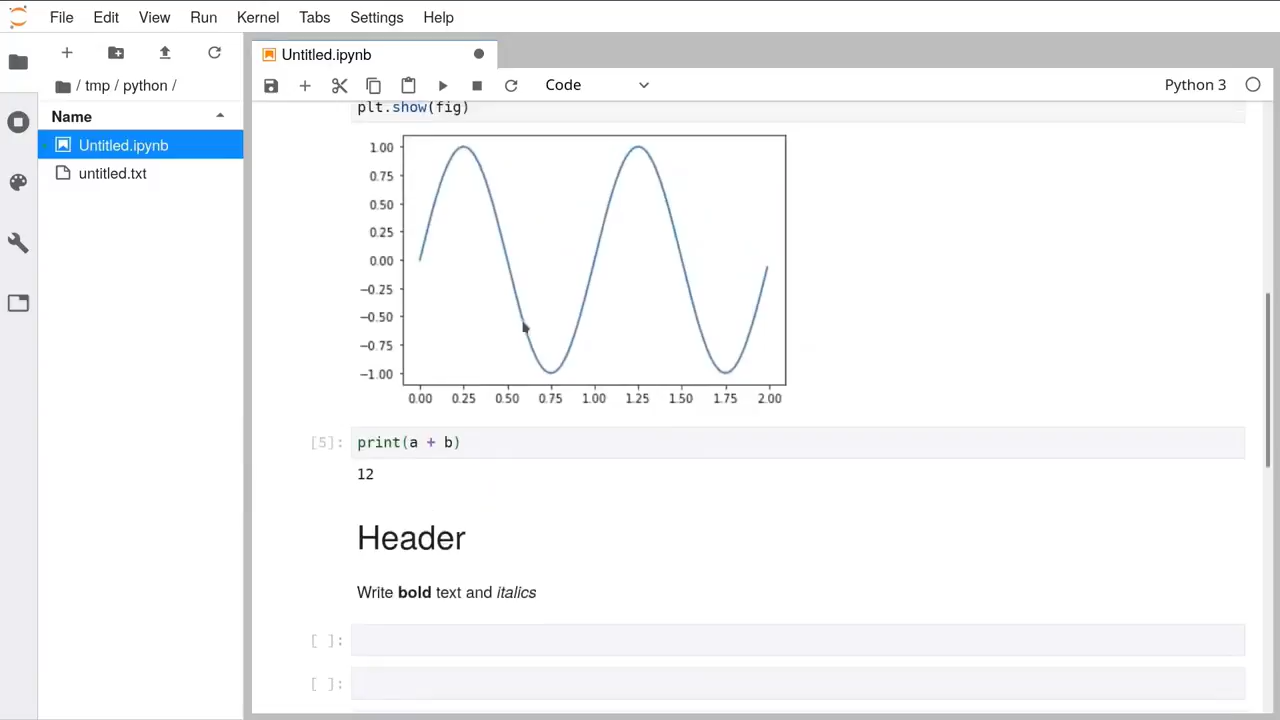 File Edit View Run Kernel Tabs Settings Help
/ tmp / python /
Name
Untitled.ipynb
untitled.txt
Untitled.ipynb
Code
Python 3
plt.show(fig)
1.00
0.75
0.50
0.25
0.00
−0.25
−0.50
−0.75
−1.00
0.00 0.25 0.50 0.75 1.00 1.25 1.50 1.75 2.00
[5]: print(a + b)
12
Header
Write bold text and italics
[ ]:
[ ]: